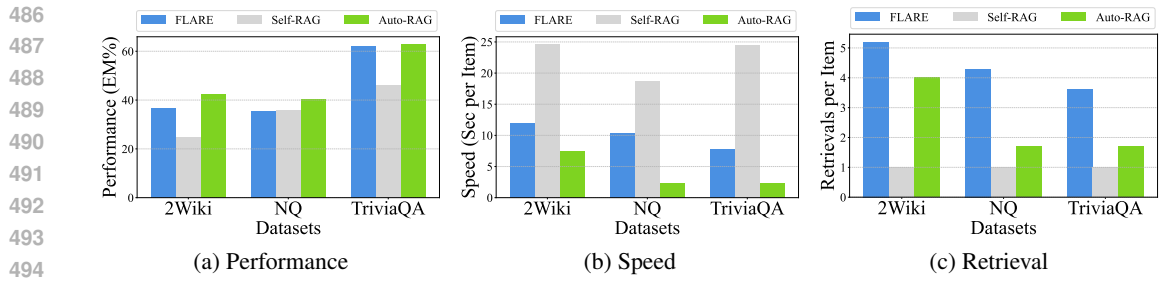 486
487
488
489
490
491
492
493
494
FLARE Self-RAG Auto-RAG
Performance (EM%)
60
40
20
0
2Wiki NQ TriviaQA
Datasets
(a) Performance
FLARE Self-RAG Auto-RAG
Speed (Sec per Item)
25
20
15
10
5
0
2Wiki NQ TriviaQA
Datasets
(b) Speed
FLARE Self-RAG Auto-RAG
Retrievals per Item
5
4
3
2
1
0
2Wiki NQ TriviaQA
Datasets
(c) Retrieval